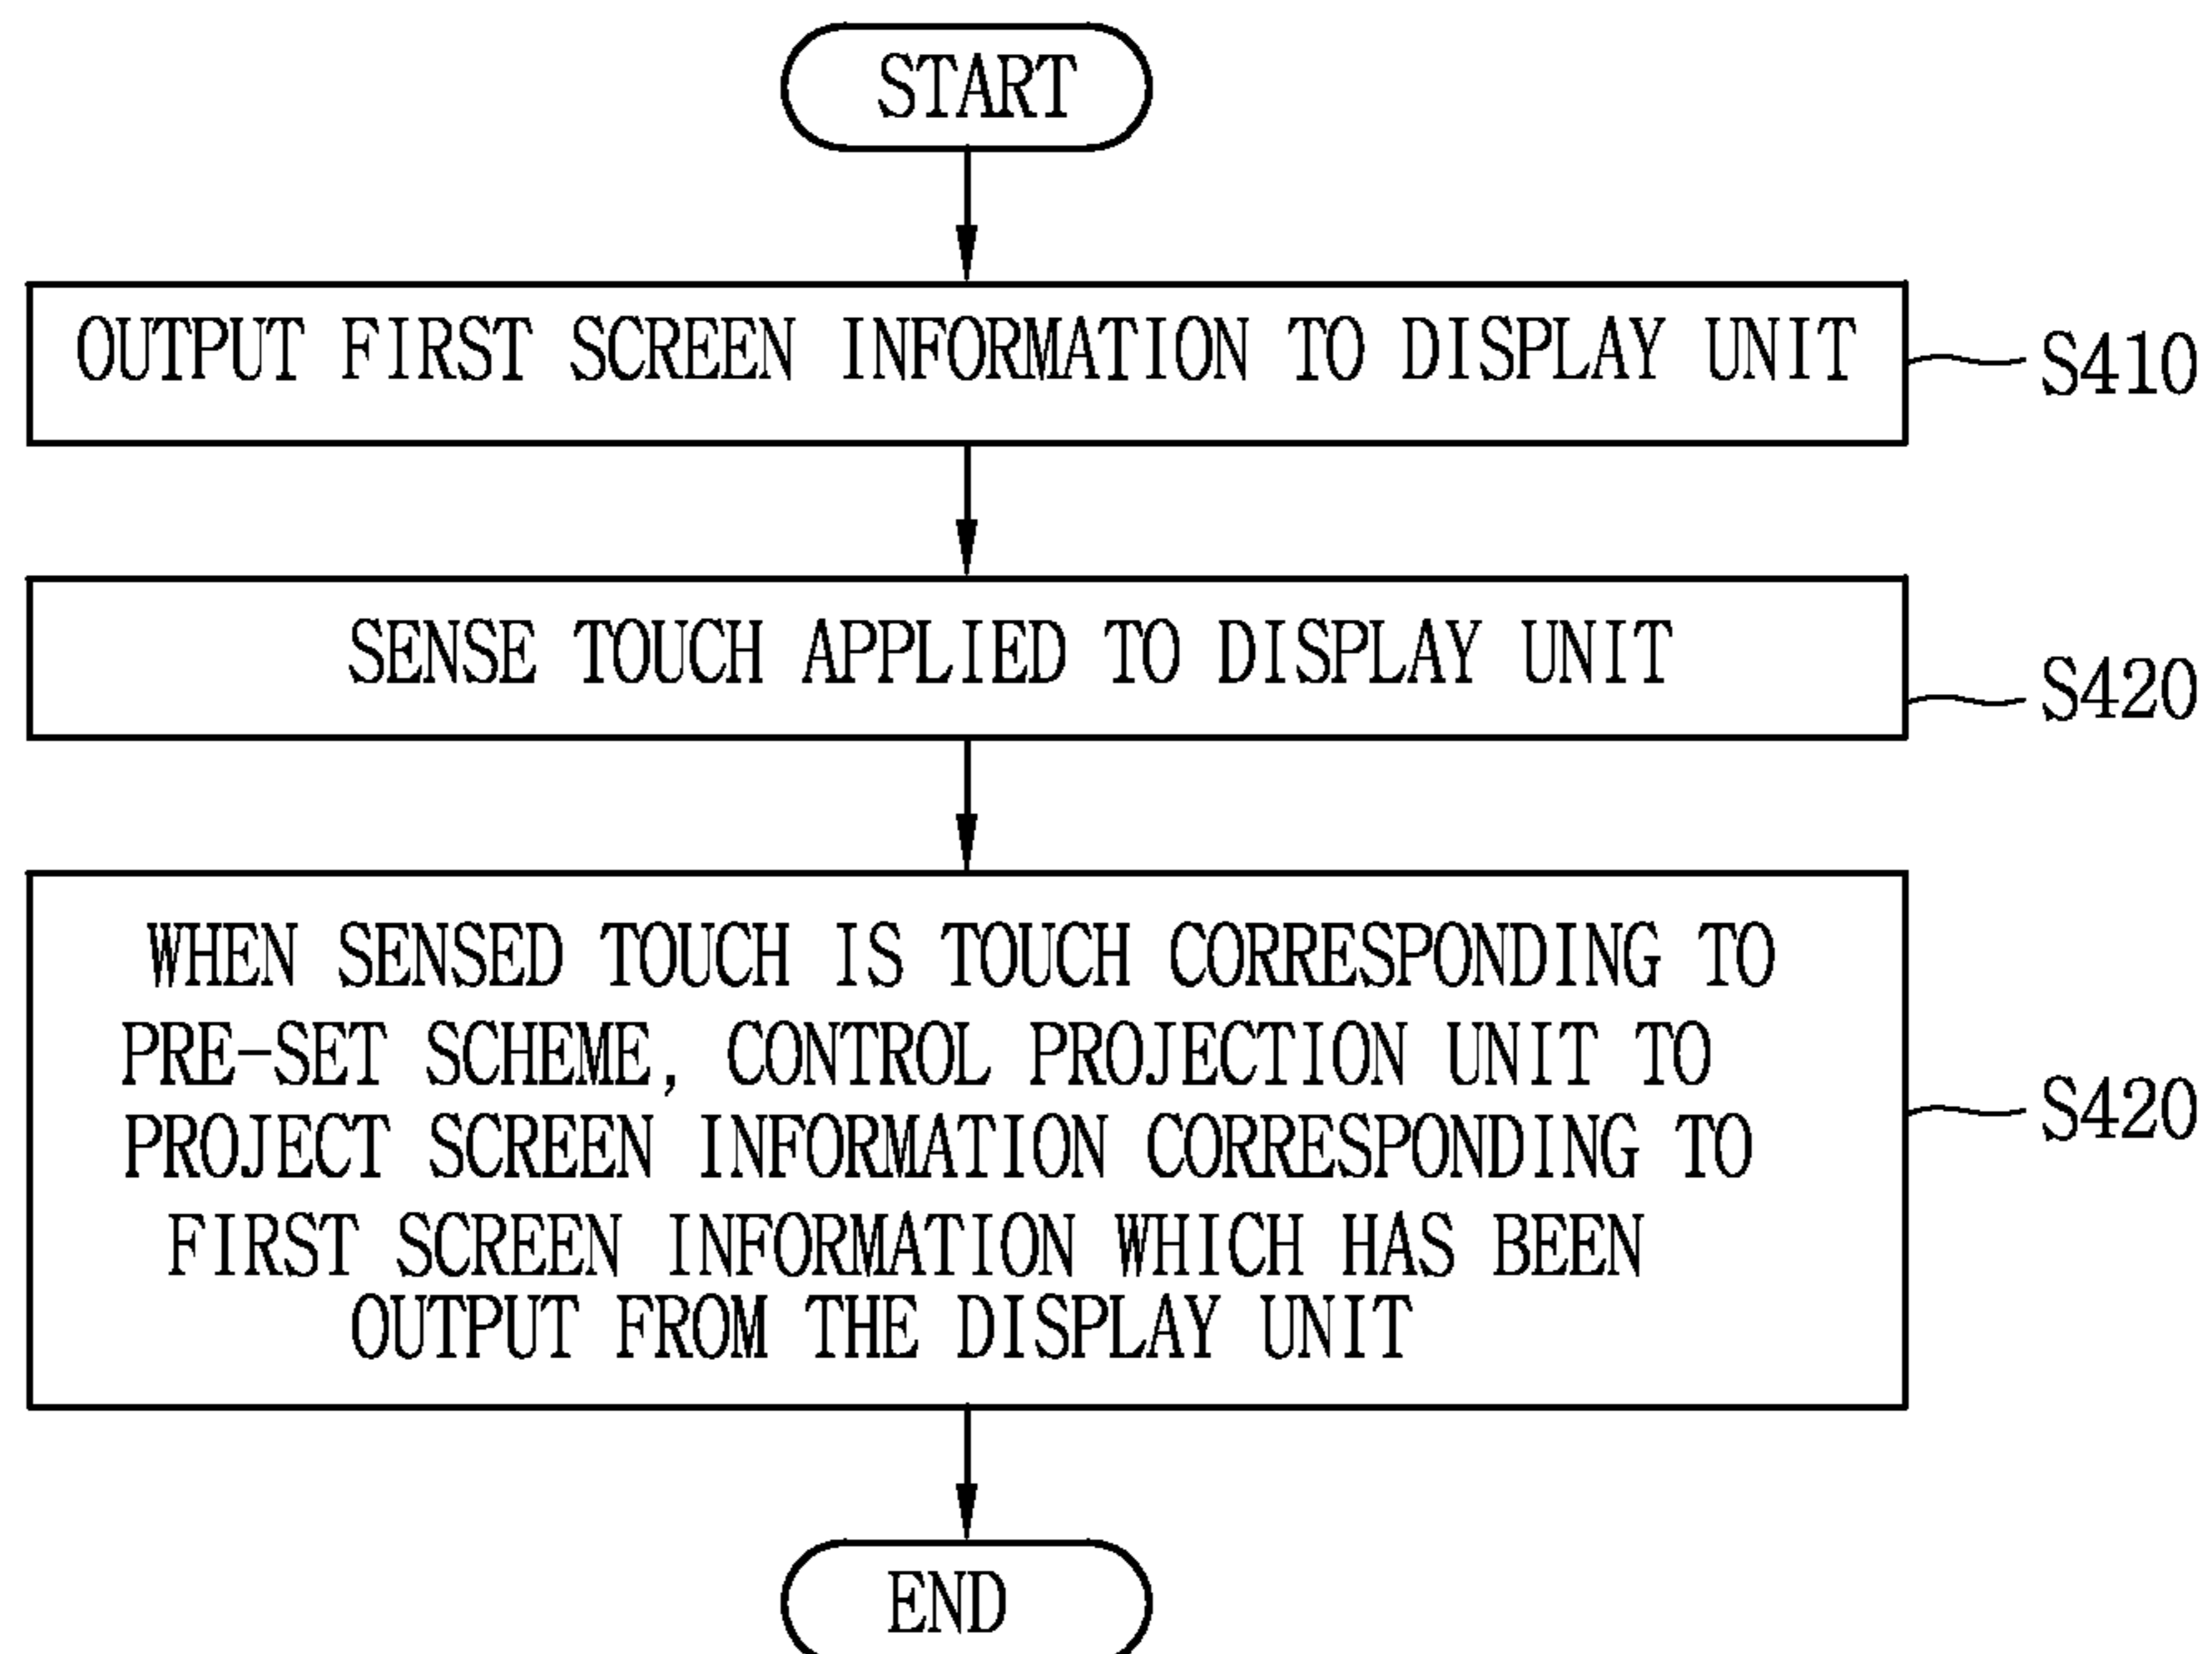 START
OUTPUT FIRST SCREEN INFORMATION TO DISPLAY UNIT
S410
SENSE TOUCH APPLIED TO DISPLAY UNIT
S420
WHEN SENSED TOUCH IS TOUCH CORRESPONDING TO
PRE-SET SCHEME, CONTROL PROJECTION UNIT TO
PROJECT SCREEN INFORMATION CORRESPONDING TO
FIRST SCREEN INFORMATION WHICH HAS BEEN
OUTPUT FROM THE DISPLAY UNIT
S420
END